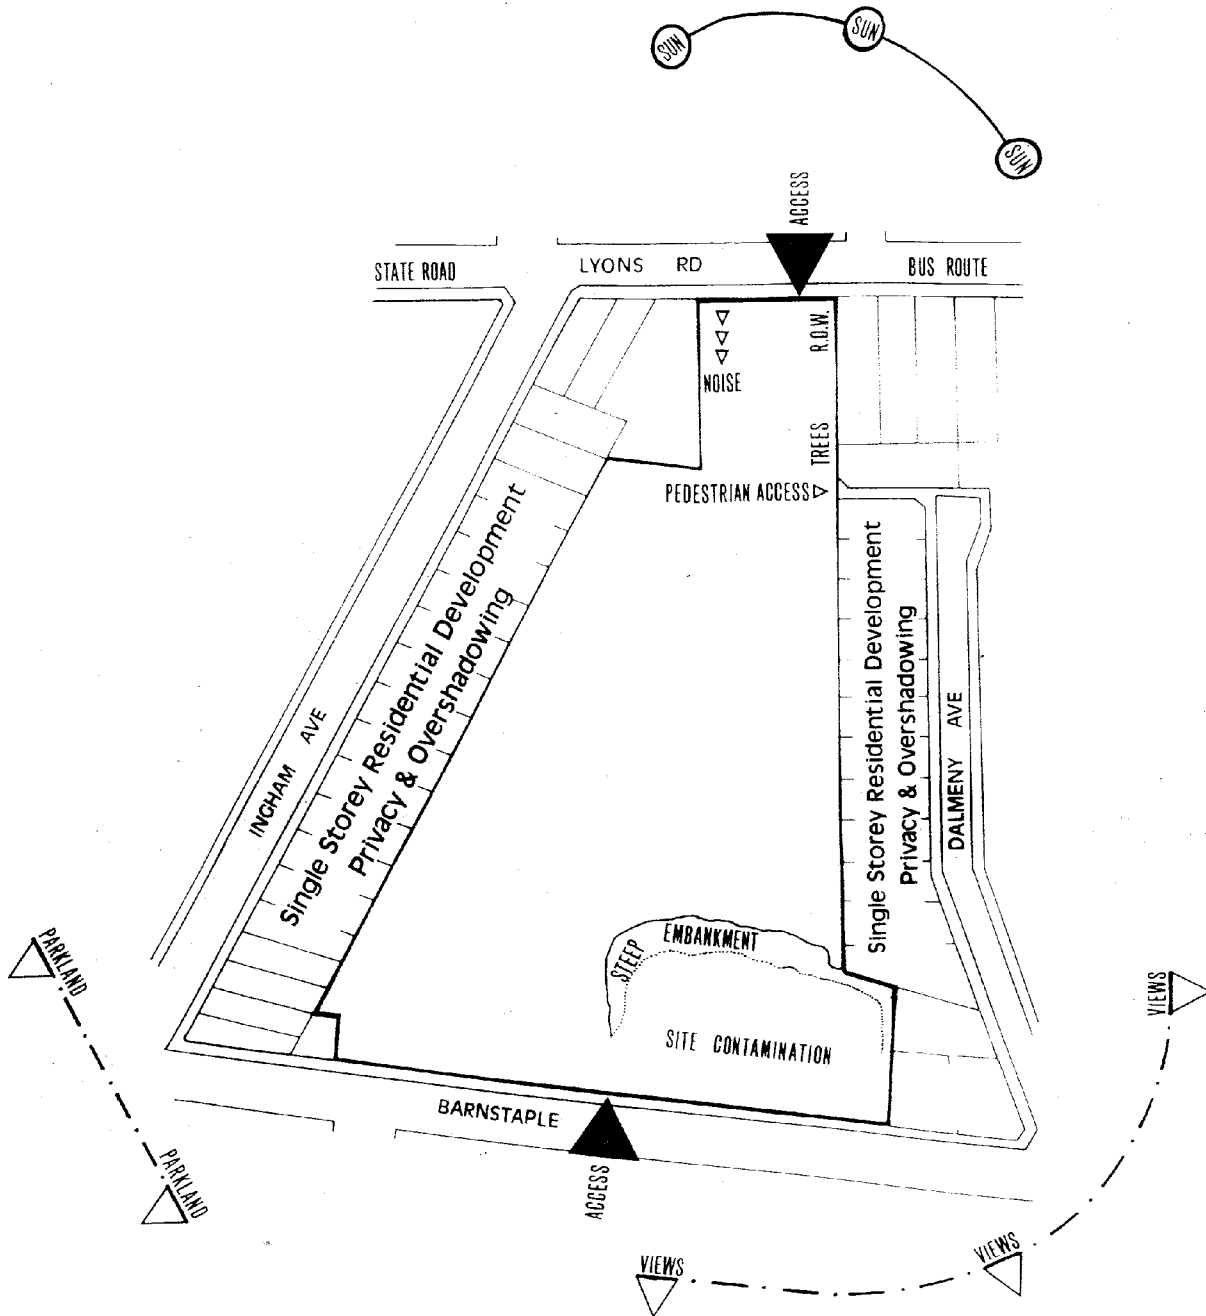 SUN
SUN
SUN
ACCESS
STATE ROAD
LYONS RD
BUS ROUTE
R.O.W.
NOISE
TREES
PEDESTRIAN ACCESS
Single Storey Residential Development
Privacy & Overshadowing
INGHAM AVE
Single Storey Residential Development
Privacy & Overshadowing
DALMENY AVE
STEEP EMBANKMENT
SITE CONTAMINATION
PARKLAND
PARKLAND
BARNSTAPLE
ACCESS
VIEWS
VIEWS
VIEWS